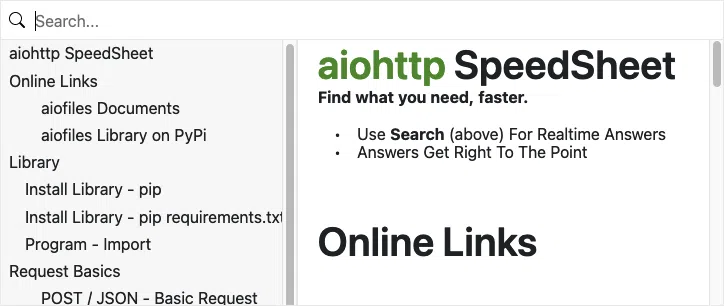 Search...
aiohttp SpeedSheet
Online Links
aiofiles Documents
aiofiles Library on PyPi
Library
Install Library - pip
Install Library - pip requirements.txt
Program - Import
Request Basics
POST / JSON - Basic Request
aiohttp SpeedSheet
Find what you need, faster.
• Use Search (above) For Realtime Answers
• Answers Get Right To The Point
Online Links